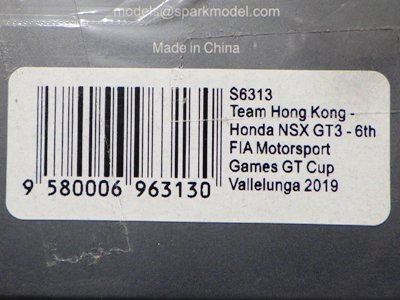 models@sparkmodel.com
Made in China
S6313
Team Hong Kong -
Honda NSX GT3 - 6th
FIA Motorsport
Games GT Cup
Vallelunga 2019
9 580006 963130